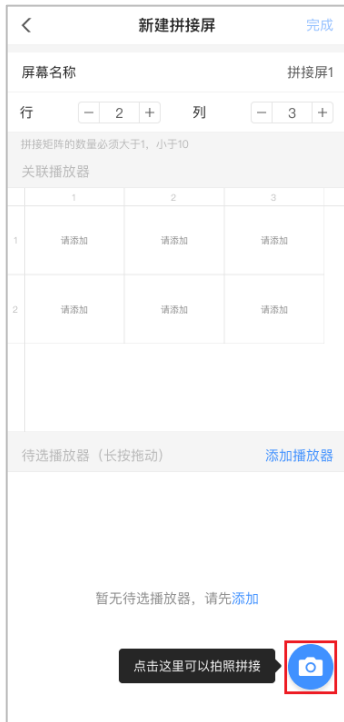 新建拼接屏 完成
屏幕名称 拼接屏1
行 − 2 + 列 − 3 +
拼接矩阵的数量必须大于1，小于10
关联播放器
1 2 3
1 请添加 请添加 请添加
2 请添加 请添加 请添加
待选播放器（长按拖动） 添加播放器
暂无待选播放器，请先添加
点击这里可以拍照拼接